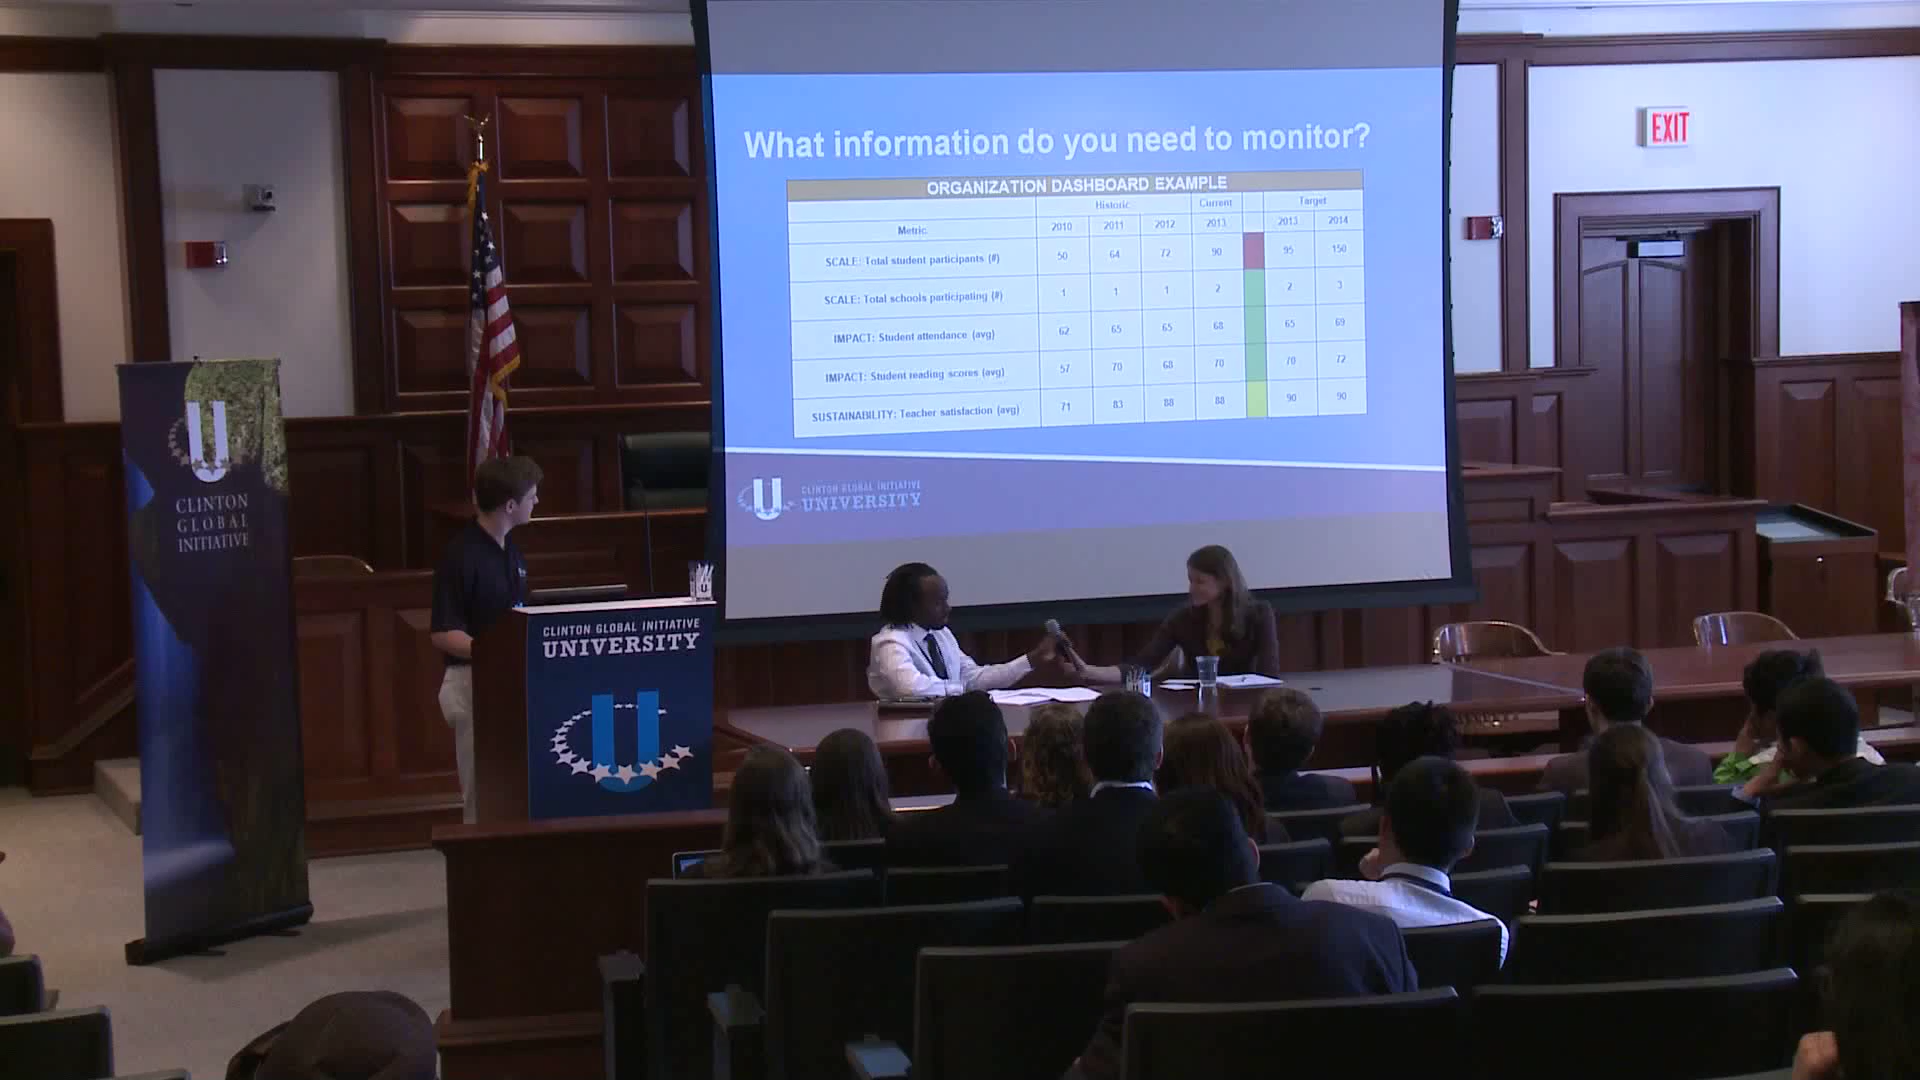 What information do you need to monitor?
ORGANIZATION DASHBOARD EXAMPLE
Historic Current Target
Metric 2010 2011 2012 2013 2013 2014
SCALE: Total student participants (#) 50 64 72 90 95 150
SCALE: Total schools participating (#) 1 1 1 2 2 3
IMPACT: Student attendance (avg) 62 65 65 68 65 69
IMPACT: Student reading scores (avg) 57 70 68 70 70 72
SUSTAINABILITY: Teacher satisfaction (avg) 71 83 88 88 90 90
U CLINTON GLOBAL INITIATIVE
UNIVERSITY
EXIT
U
CLINTON
GLOBAL
INITIATIVE
CLINTON GLOBAL INITIATIVE
UNIVERSITY
U
U